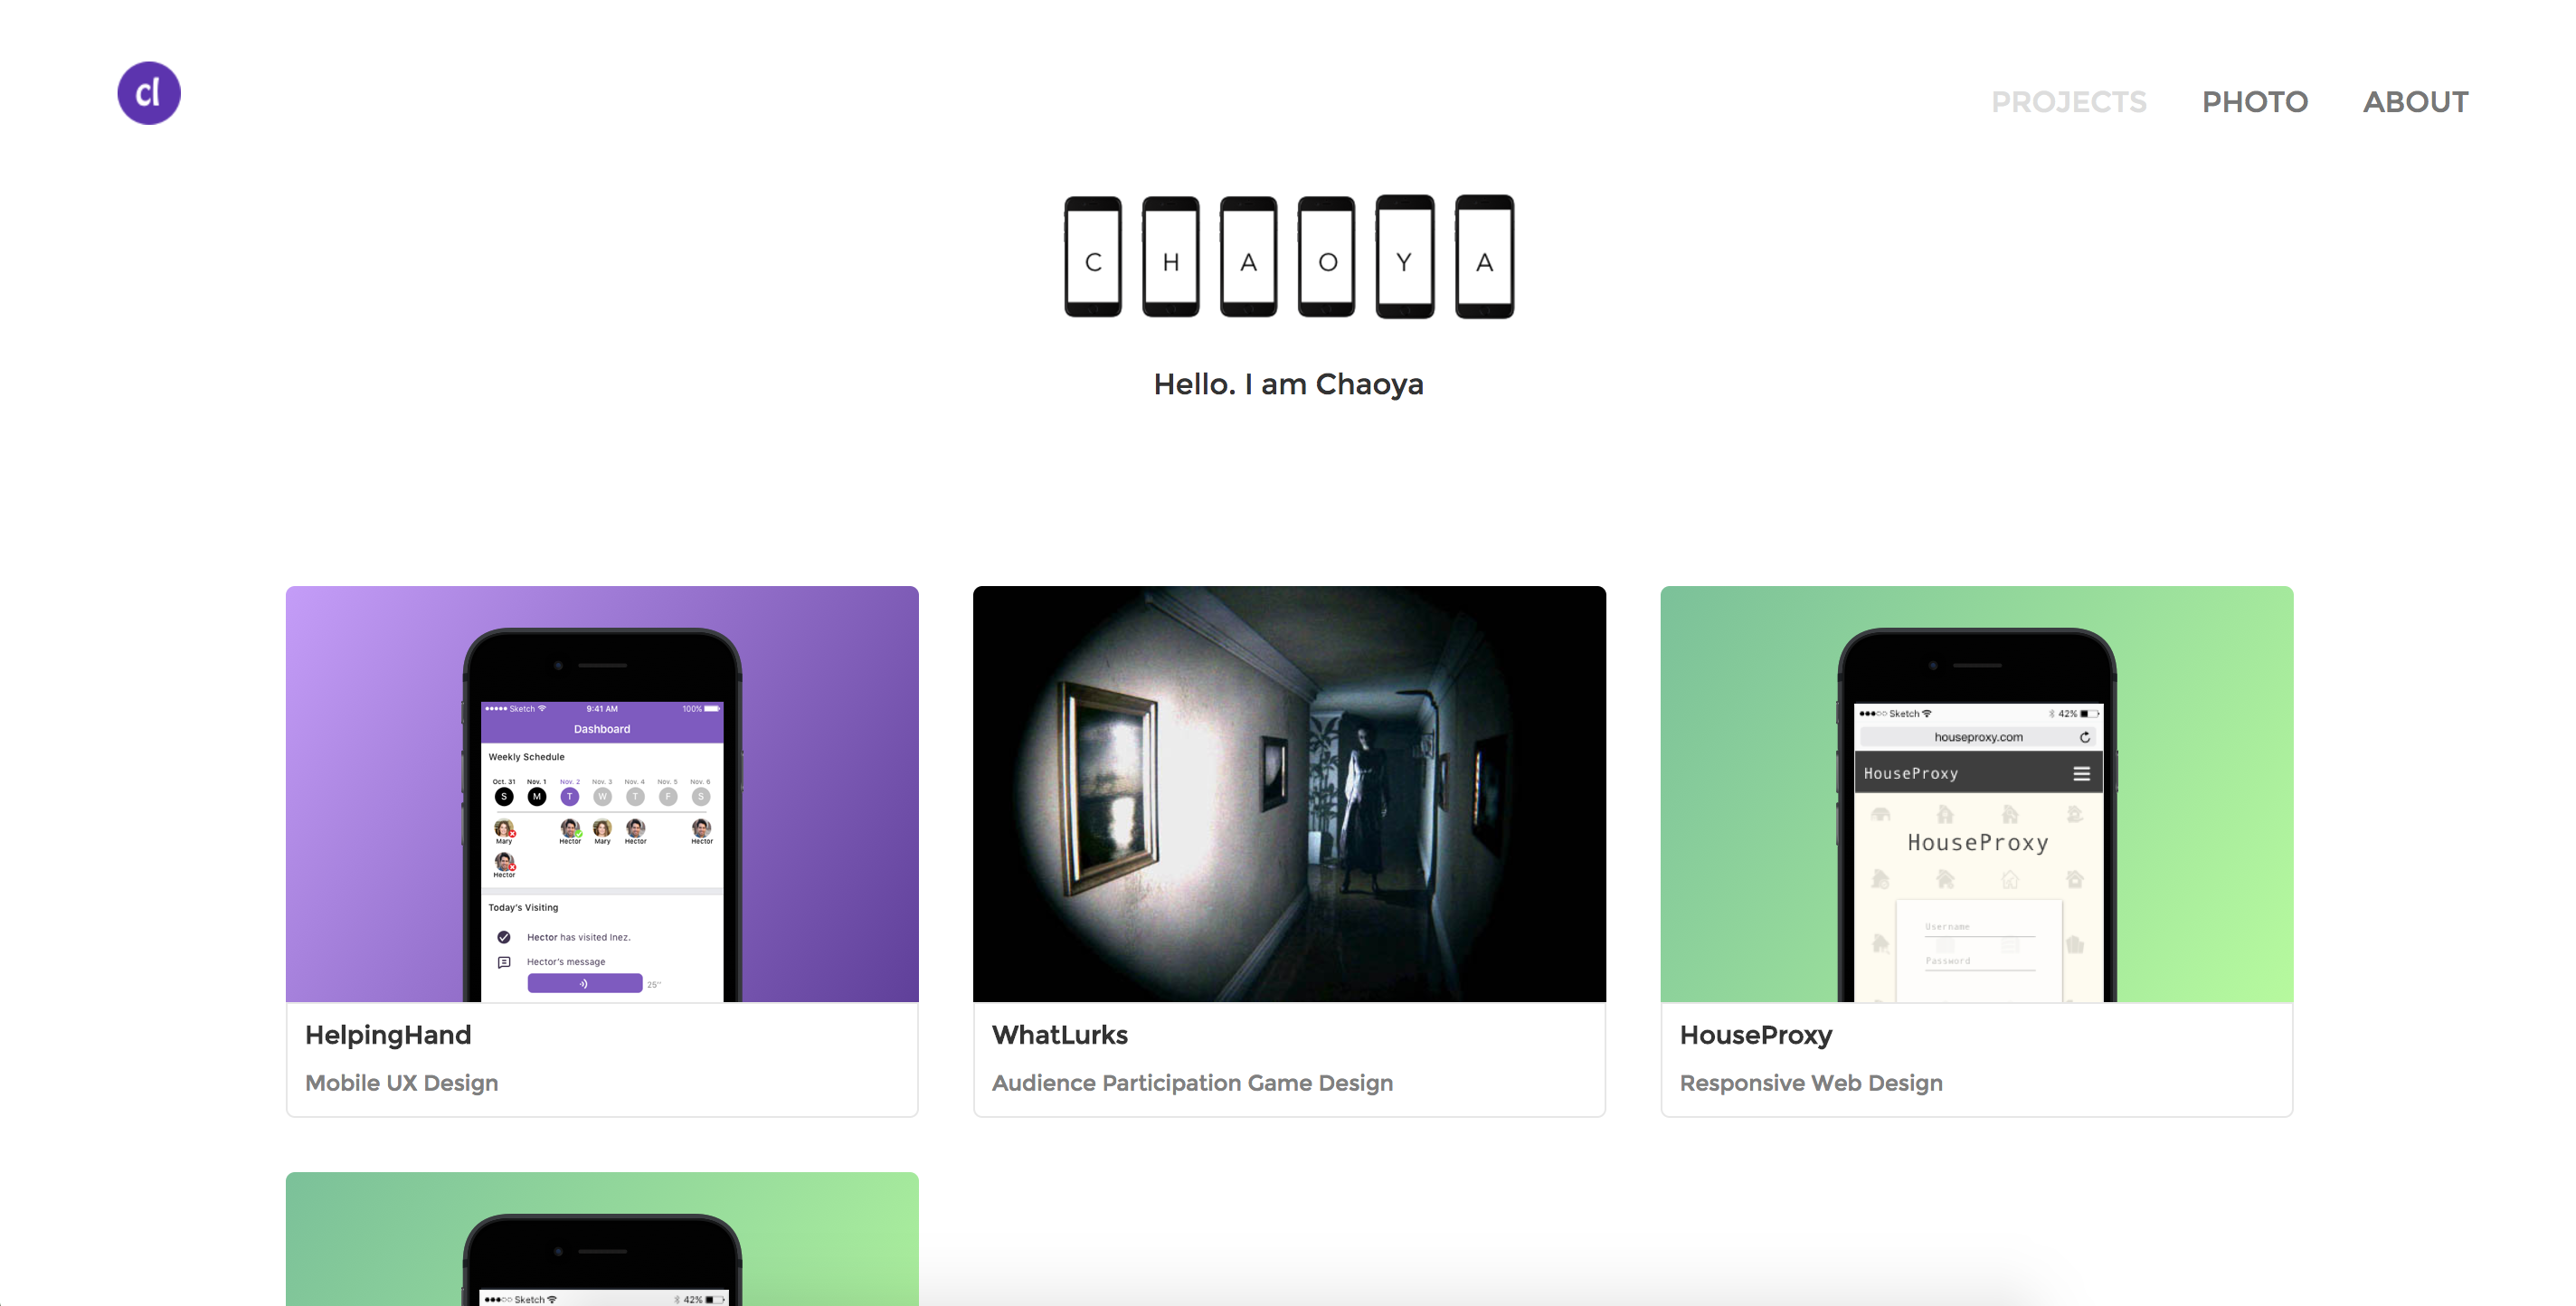 cl
PROJECTS PHOTO ABOUT
C H A O Y A
Hello. I am Chaoya
Sketch 9:41 AM 100%
Dashboard
Weekly Schedule
Oct. 31 Nov. 1 Nov. 2 Nov. 3 Nov. 4 Nov. 5 Nov. 6
S M T W T F S
Mary Hector Mary Hector Hector
Hector
Today's Visiting
Hector has visited Inez.
Hector's message
25"
HelpingHand
Mobile UX Design
WhatLurks
Audience Participation Game Design
Sketch 42%
houseproxy.com
HouseProxy
HouseProxy
Username
Password
HouseProxy
Responsive Web Design
Sketch 42%